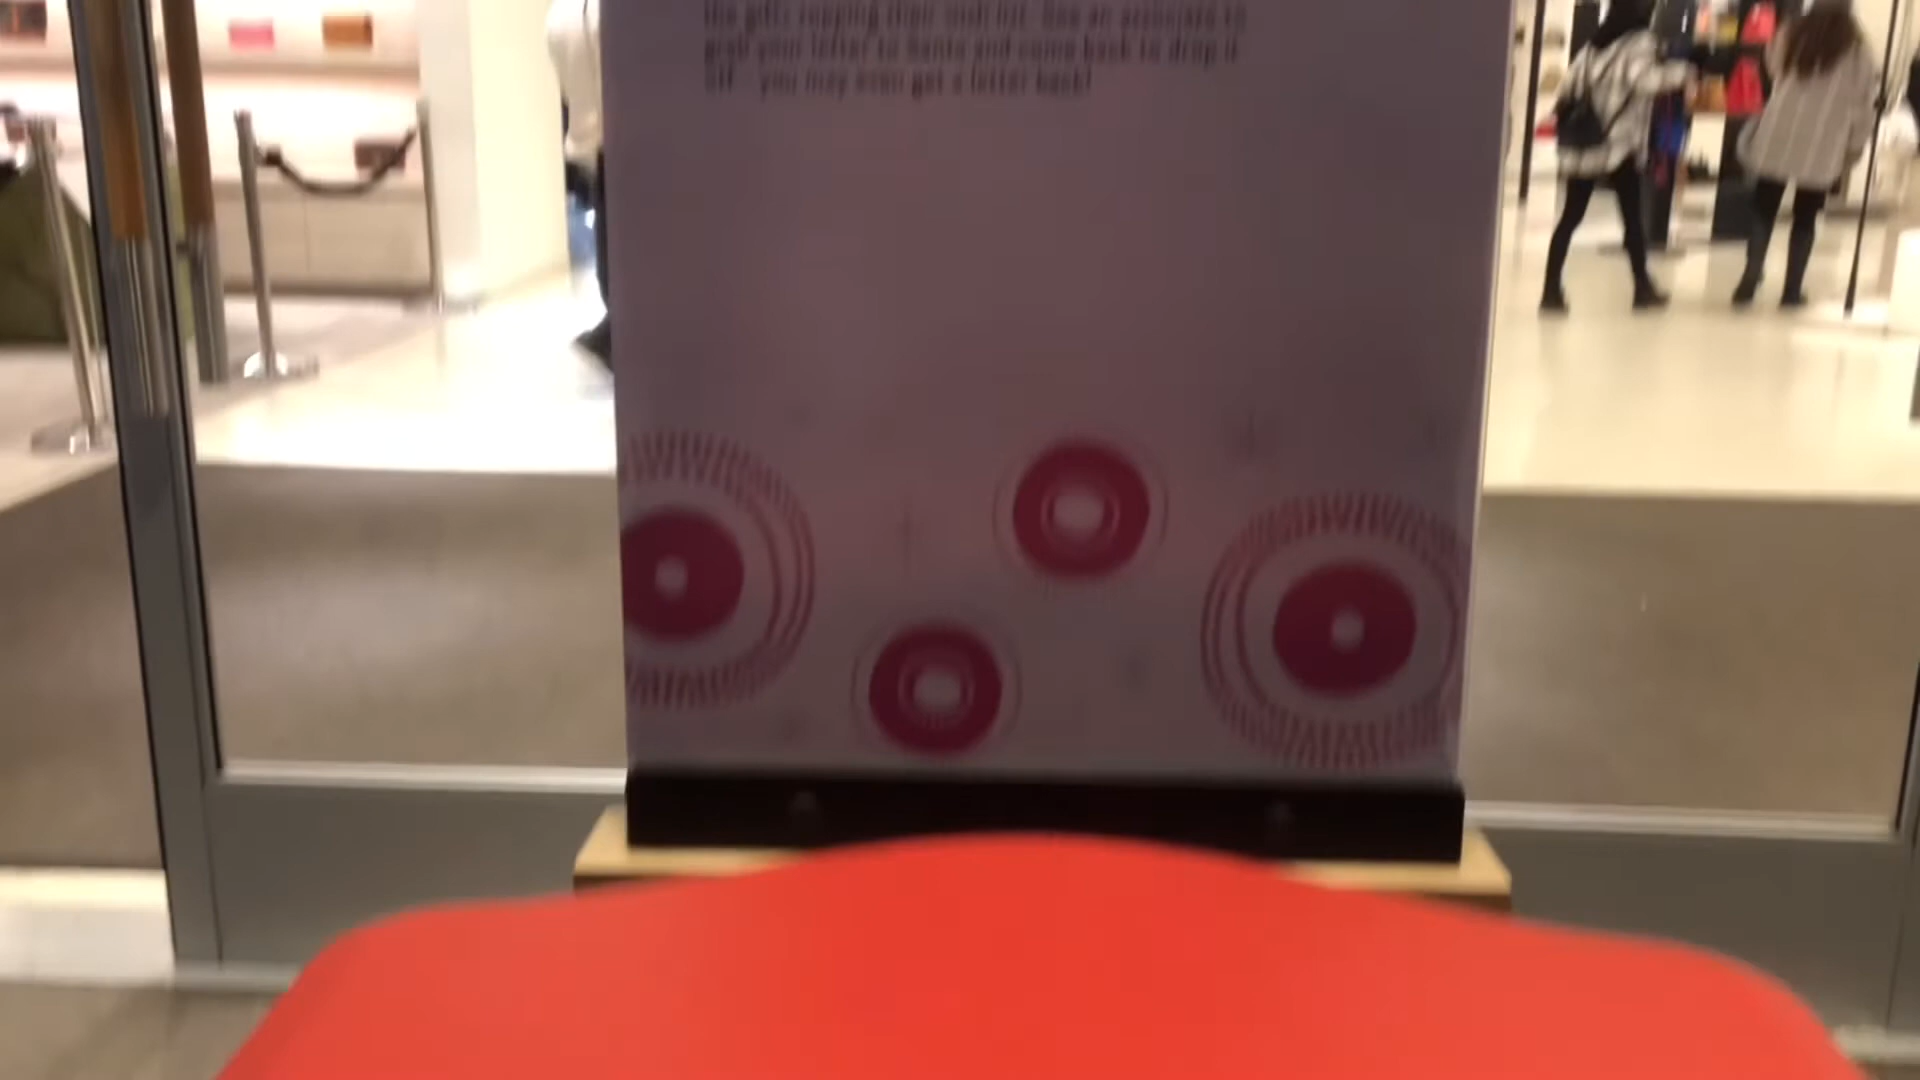 the gifts topping their wish list. See an associate to
grab your letter to Santa and come back to drop it
off - you may even get a letter back!